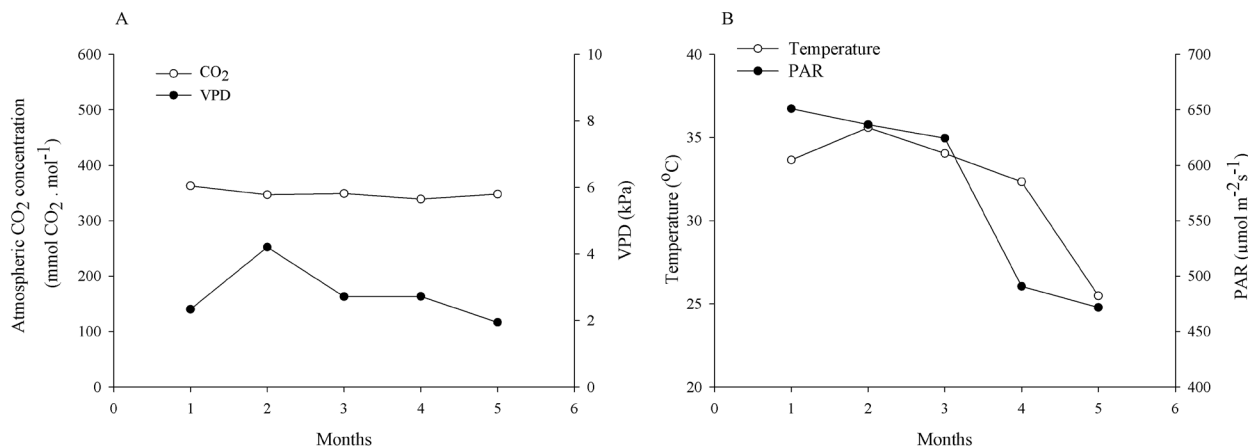 A
600
500
400
300
200
100
0
Atmospheric CO2 concentration
(mmol CO2 . mol-1)
CO2
VPD
10
8
6
4
2
0
VPD (kPa)
0 1 2 3 4 5 6
Months
B
40
35
30
25
20
Temperature (oC)
Temperature
PAR
700
650
600
500
450
400
PAR (µmol m-2s-1)
0 1 2 3 4 5 6
Months